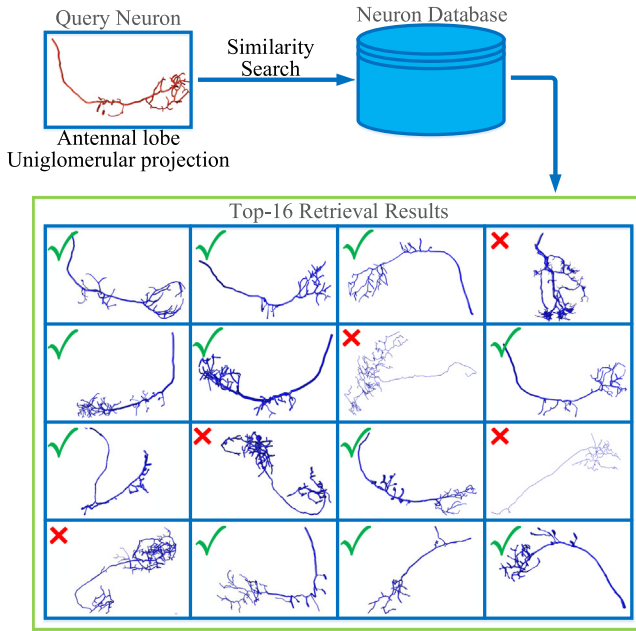 Query Neuron
Neuron Database
Similarity
Search
Antennal lobe
Uniglomerular projection
Top-16 Retrieval Results